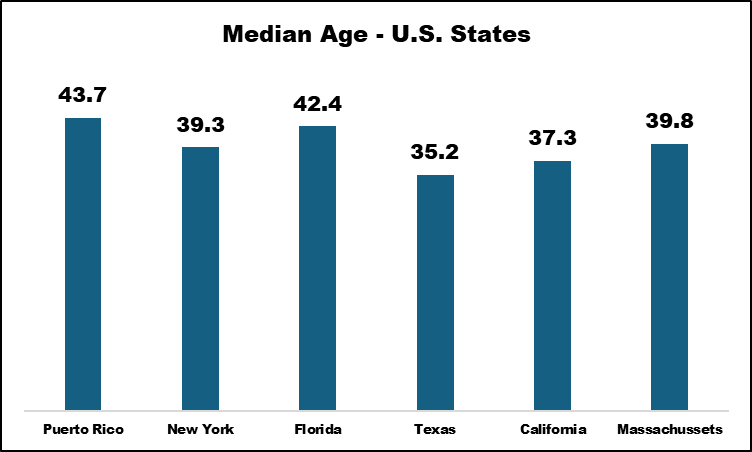 Median Age - U.S. States
43.7
39.3
42.4
35.2
37.3
39.8
Puerto Rico
New York
Florida
Texas
California
Massachussets